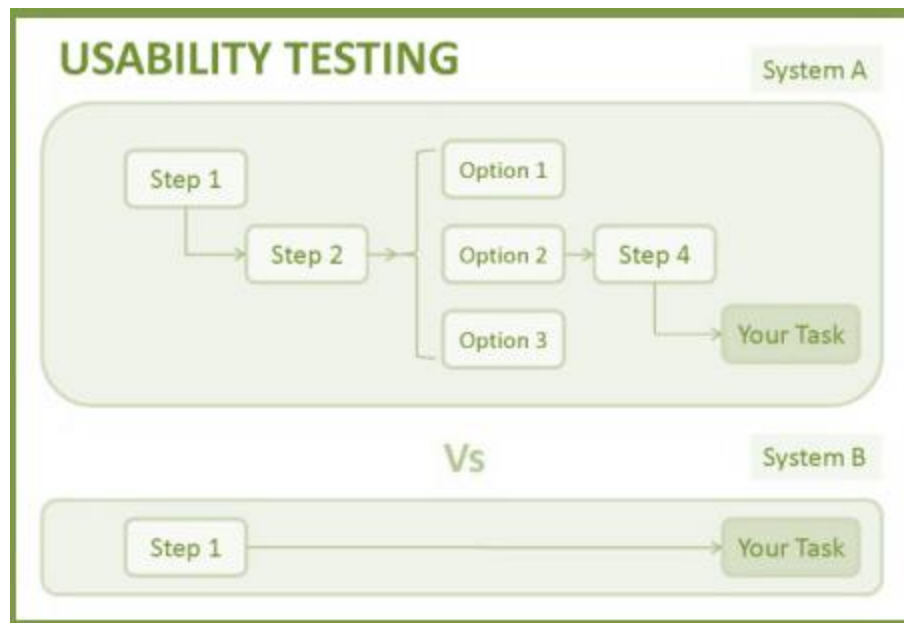 USABILITY TESTING
System A
Step 1
Option 1
Step 2
Option 2
Step 4
Option 3
Your Task
Vs
System B
Step 1
Your Task